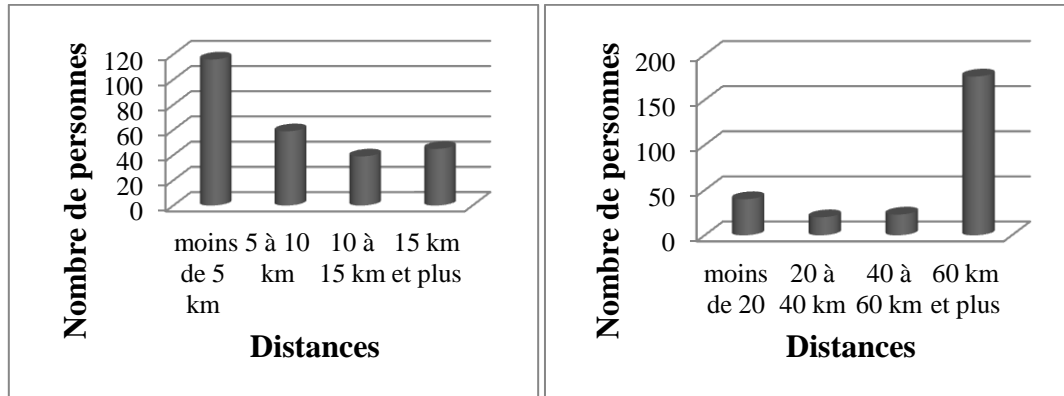 Nombre de personnes
120
100
80
60
40
20
0
moins 5 à 10 10 à 15 km
de 5 km 15 km et plus
km
Distances
Nombre de personnes
200
150
100
50
0
moins 20 à 40 à 60 km
de 20 40 km 60 km et plus
Distances